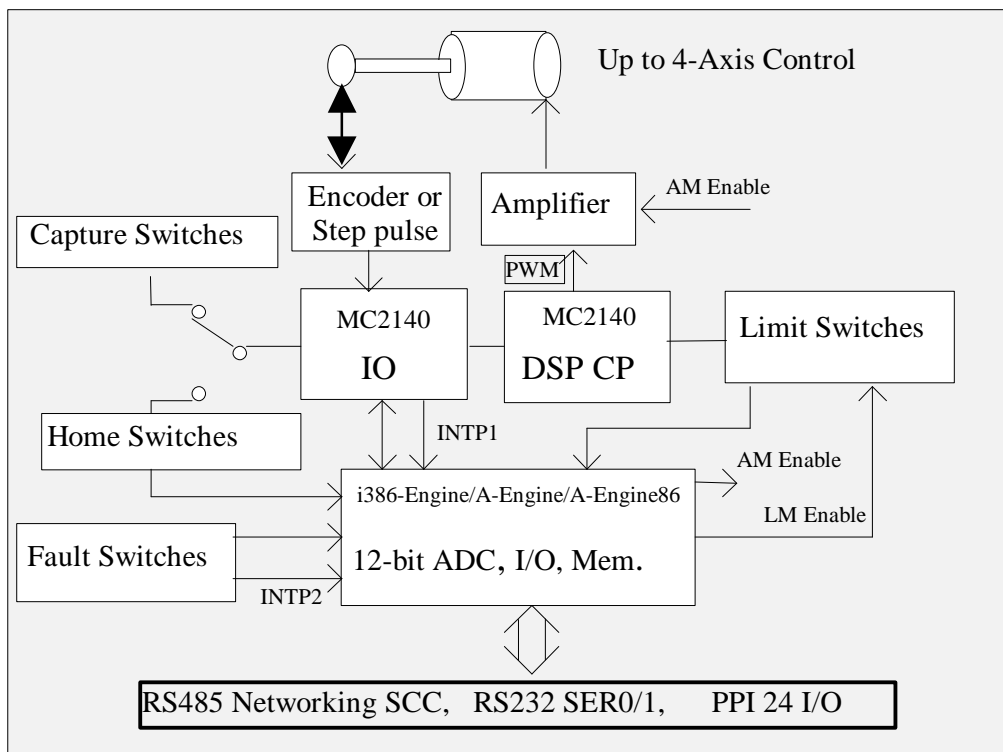 Up to 4-Axis Control
Encoder or
Step pulse
Amplifier
AM Enable
Capture Switches
PWM
MC2140
IO
MC2140
DSP CP
Limit Switches
Home Switches
INTP1
AM Enable
i386-Engine/A-Engine/A-Engine86
LM Enable
Fault Switches
12-bit ADC, I/O, Mem.
INTP2
RS485 Networking SCC, RS232 SER0/1, PPI 24 I/O